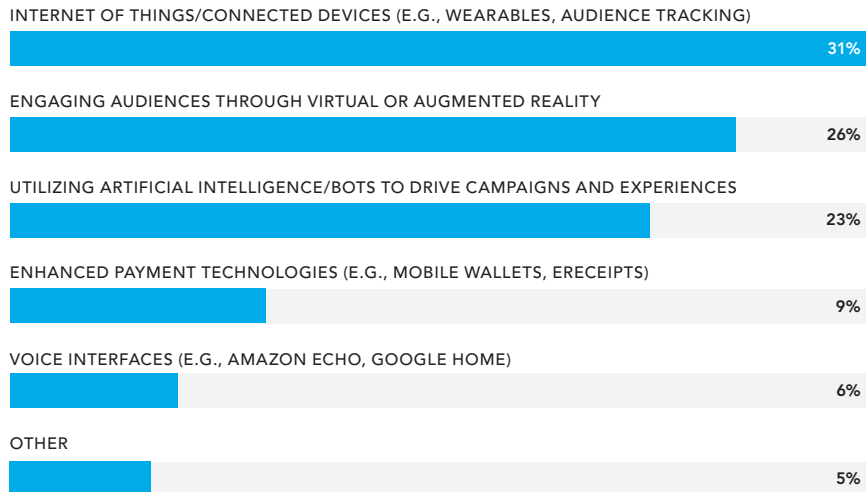 INTERNET OF THINGS/CONNECTED DEVICES (E.G., WEARABLES, AUDIENCE TRACKING)
31%
ENGAGING AUDIENCES THROUGH VIRTUAL OR AUGMENTED REALITY
26%
UTILIZING ARTIFICIAL INTELLIGENCE/BOTS TO DRIVE CAMPAIGNS AND EXPERIENCES
23%
ENHANCED PAYMENT TECHNOLOGIES (E.G., MOBILE WALLETS, ERECEIPTS)
9%
VOICE INTERFACES (E.G., AMAZON ECHO, GOOGLE HOME)
6%
OTHER
5%